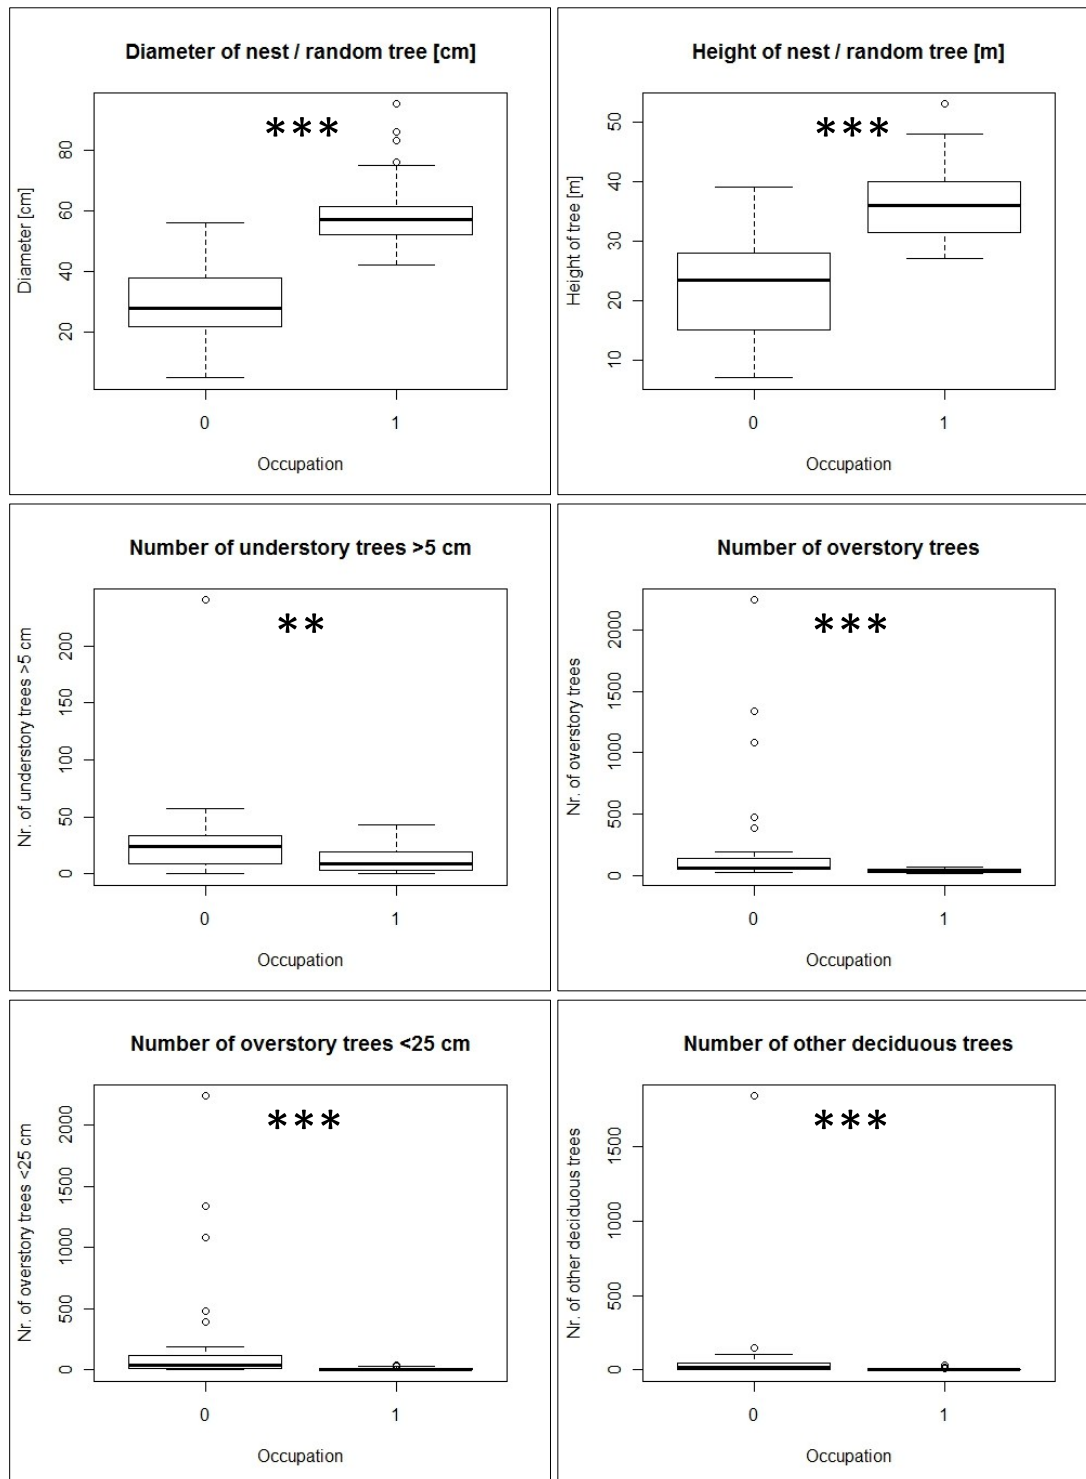 Diameter of nest / random tree [cm]
***
Diameter [cm]
80
60
40
20
0 1
Occupation
Height of nest / random tree [m]
***
Height of tree [m]
50
40
30
20
10
0 1
Occupation
Number of understory trees >5 cm
**
Nr. of understory trees >5 cm
200
150
100
50
0
0 1
Occupation
Number of overstory trees
***
Nr. of overstory trees
2000
1500
1000
500
0
0 1
Occupation
Number of overstory trees <25 cm
***
Nr. of overstory trees <25 cm
2000
1500
1000
500
0
0 1
Occupation
Number of other deciduous trees
***
Nr. of other deciduous trees
1500
1000
500
0
0 1
Occupation